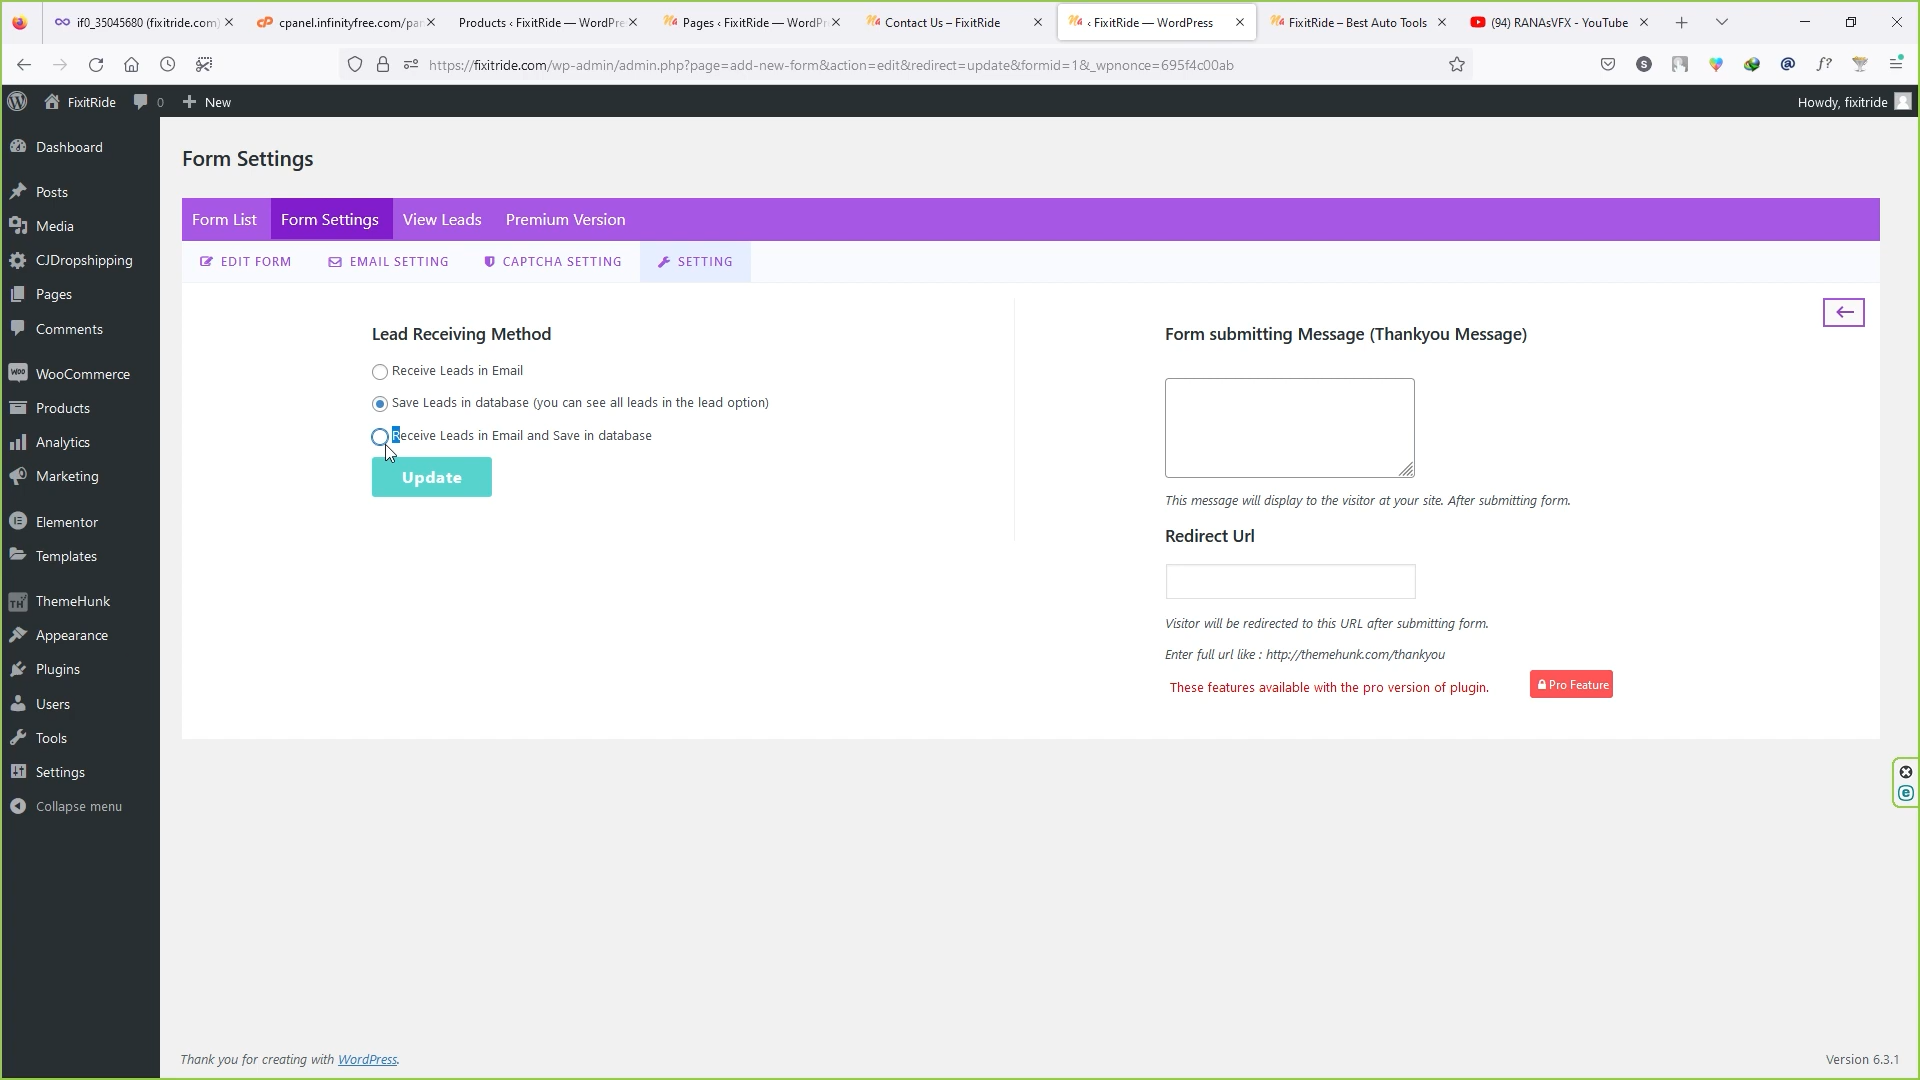 if0_35045680 (fixitride.com)
cpanel.infinityfree.com/pan
Products ‹ FixitRide — WordPre
Pages ‹ FixitRide — WordPr
Contact Us – FixitRide
‹ FixitRide — WordPress
FixitRide – Best Auto Tools
(94) RANAsVFX - YouTube
https://fixitride.com/wp-admin/admin.php?page=add-new-form&action=edit&redirect=update&formid=1&_wpnonce=695f4c00ab
FixitRide
0
New
Howdy, fixitride
Dashboard
Posts
Media
CJDropshipping
Pages
Comments
WooCommerce
Products
Analytics
Marketing
Elementor
Templates
ThemeHunk
Appearance
Plugins
Users
Tools
Settings
Collapse menu
Form Settings
Form List
Form Settings
View Leads
Premium Version
EDIT FORM
EMAIL SETTING
CAPTCHA SETTING
SETTING
Lead Receiving Method
Receive Leads in Email
Save Leads in database (you can see all leads in the lead option)
Receive Leads in Email and Save in database
Update
Form submitting Message (Thankyou Message)
This message will display to the visitor at your site. After submitting form.
Redirect Url
Visitor will be redirected to this URL after submitting form.
Enter full url like : http://themehunk.com/thankyou
These features available with the pro version of plugin.
Pro Feature
Thank you for creating with WordPress.
Version 6.3.1